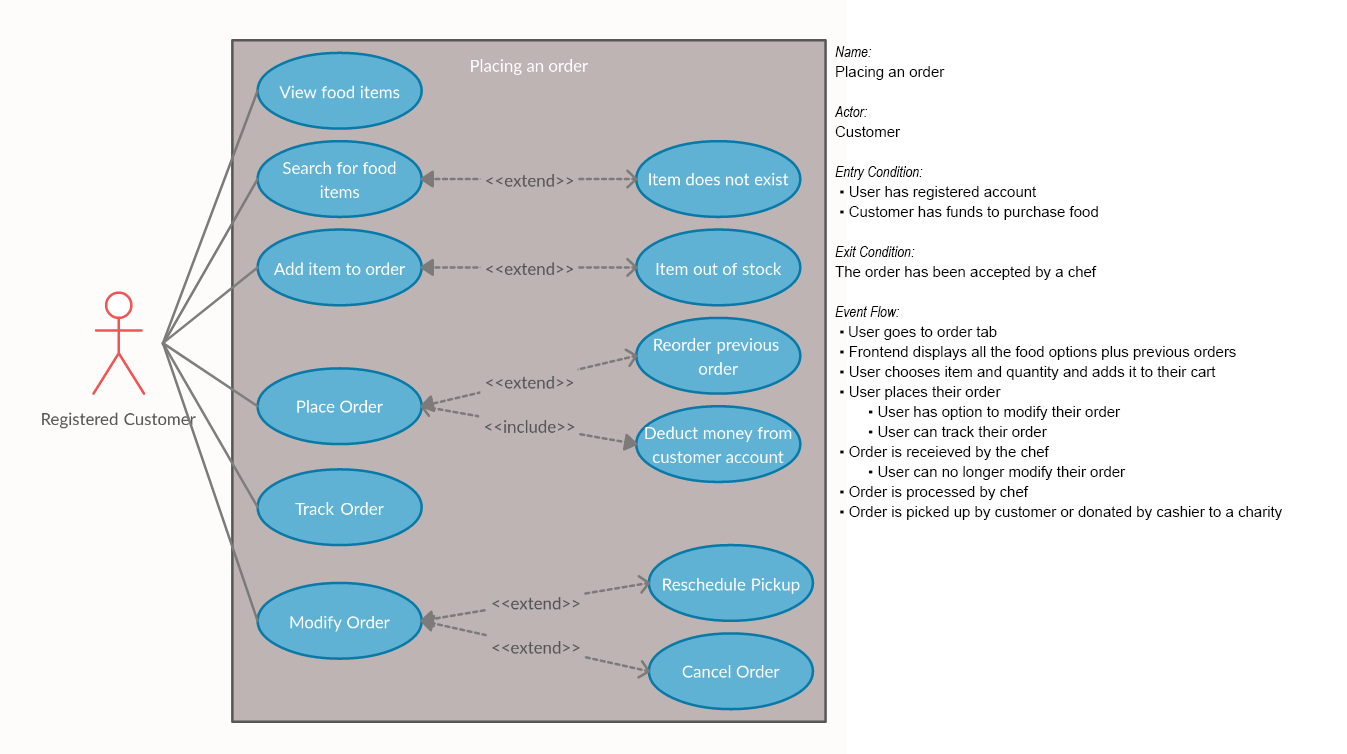 Placing an order
View food items
Search for food
items
<<extend>>
Item does not exist
Add item to order
<<extend>>
Item out of stock
Reorder previous
order
<<extend>>
Place Order
<<include>>
Deduct money from
customer account
Registered Customer
Track Order
Reschedule Pickup
<<extend>>
Modify Order
<<extend>>
Cancel Order
Name:
Placing an order
Actor:
Customer
Entry Condition:
▪ User has registered account
▪ Customer has funds to purchase food
Exit Condition:
The order has been accepted by a chef
Event Flow:
▪ User goes to order tab
▪ Frontend displays all the food options plus previous orders
▪ User chooses item and quantity and adds it to their cart
▪ User places their order
▪ User has option to modify their order
▪ User can track their order
▪ Order is receieved by the chef
▪ User can no longer modify their order
▪ Order is processed by chef
▪ Order is picked up by customer or donated by cashier to a charity